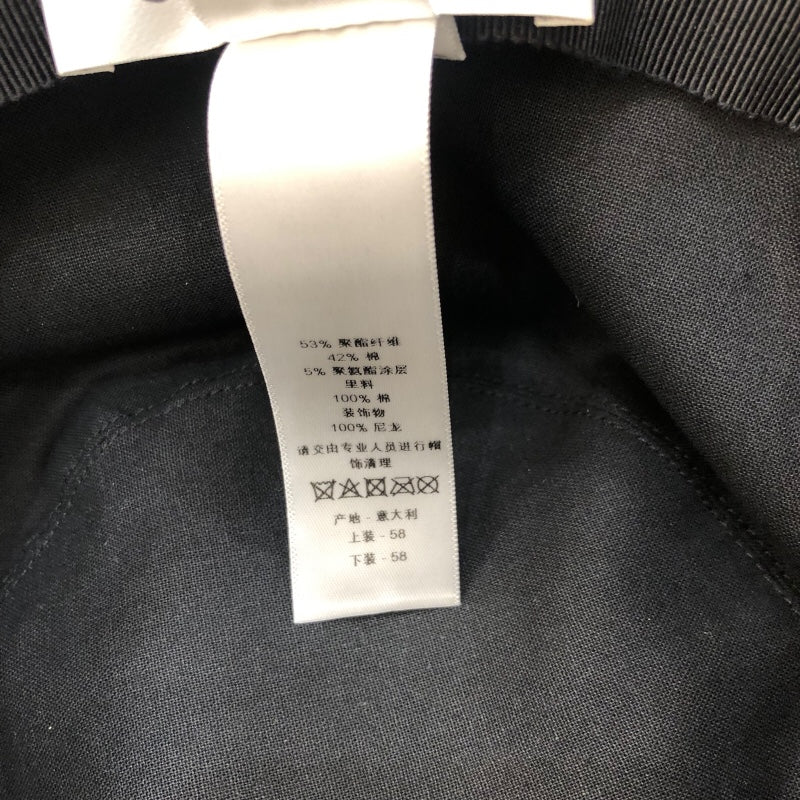 53% 聚酯纤维
42% 棉
5% 聚氨酯涂层
里料
100% 棉
装饰物
100% 尼龙
请交由专业人员进行帽
饰清理
产地 - 意大利
上装 - 58
下装 - 58